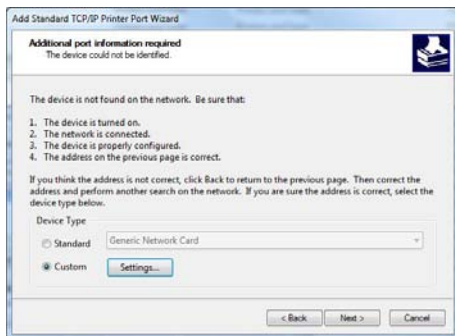 Add Standard TCP/IP Printer Port Wizard
Additional port information required
The device could not be identified.
The device is not found on the network. Be sure that:
1. The device is turned on.
2. The network is connected.
3. The device is properly configured.
4. The address on the previous page is correct.
If you think the address is not correct, click Back to return to the previous page. Then correct the
address and perform another search on the network. If you are sure the address is correct, select the
device type below.
Device Type
Standard
Generic Network Card
Custom
Settings...
< Back
Next >
Cancel